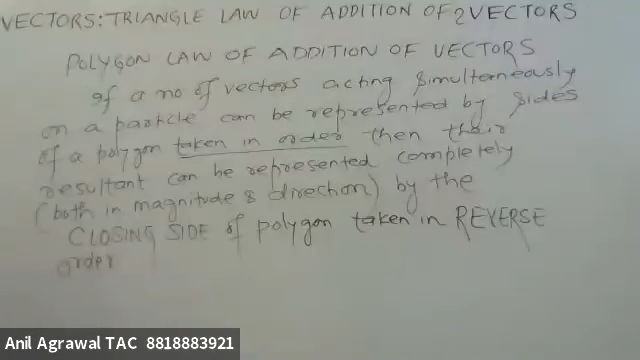 VECTORS: TRIANGLE LAW OF ADDITION OF 2 VECTORS
POLYGON LAW OF ADDITION OF VECTORS
If a no of vectors acting simultaneously
on a particle can be represented by sides
of a polygon taken in order then their
resultant can be represented completely
(both in magnitude & direction) by the
CLOSING SIDE of polygon taken in REVERSE
order
Anil Agrawal TAC 8818883921